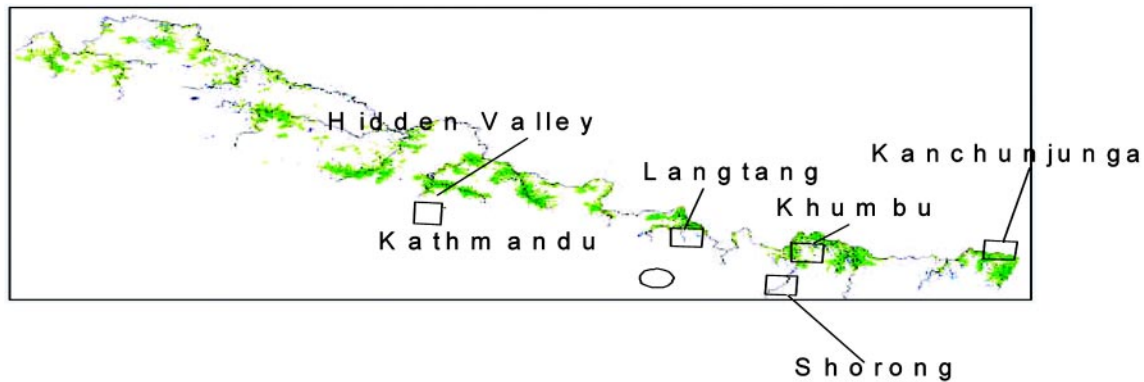 Hidden Valley
Kanchunjunga
Langtang
Khumbu
Kathmandu
Shorong